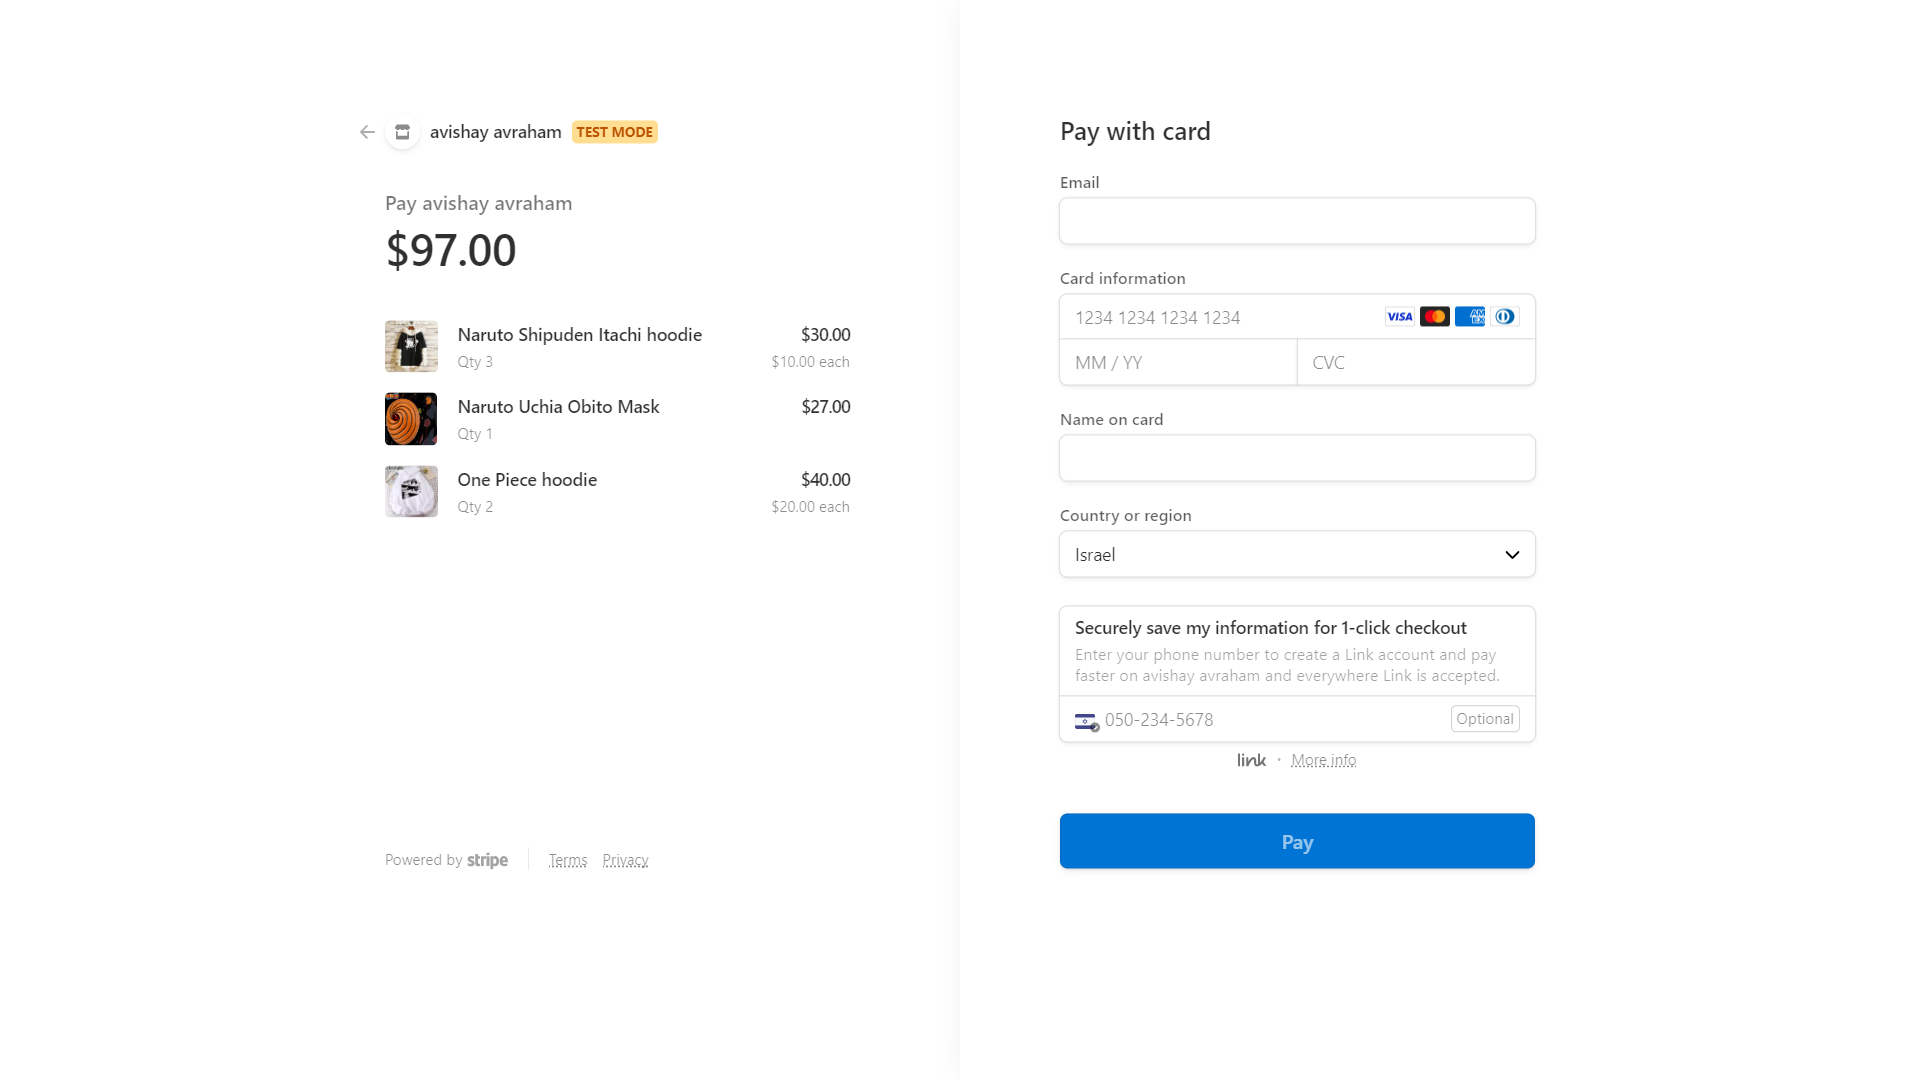 avishay avraham TEST MODE
Pay avishay avraham
$97.00
Naruto Shipuden Itachi hoodie $30.00
Qty 3 $10.00 each
Naruto Uchia Obito Mask $27.00
Qty 1
One Piece hoodie $40.00
Qty 2 $20.00 each
Powered by stripe Terms Privacy
Pay with card
Email
Card information
1234 1234 1234 1234 VISA AM EX
MM / YY CVC
Name on card
Country or region
Israel
Securely save my information for 1-click checkout
Enter your phone number to create a Link account and pay
faster on avishay avraham and everywhere Link is accepted.
050-234-5678 Optional
link · More info
Pay